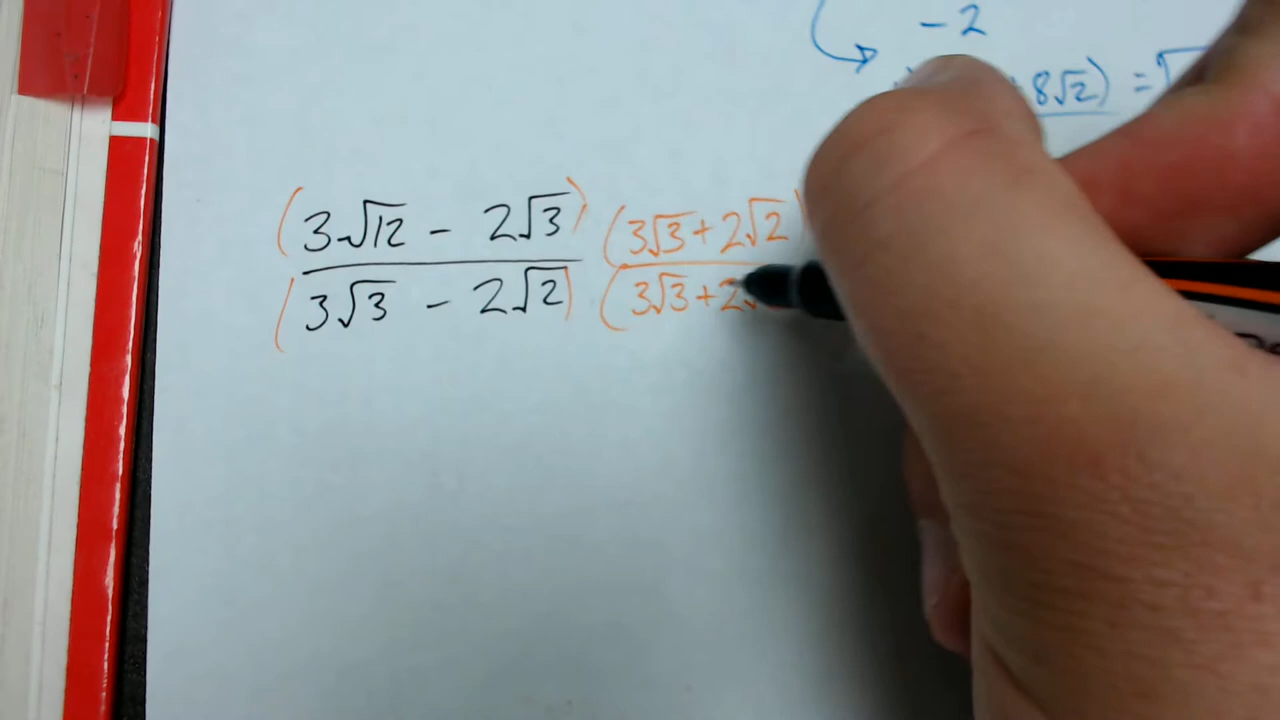 - 2
8√2) =√
(3√12 - 2√3) (3√3 + 2√2)
(3√3 - 2√2) (3√3 + 2√